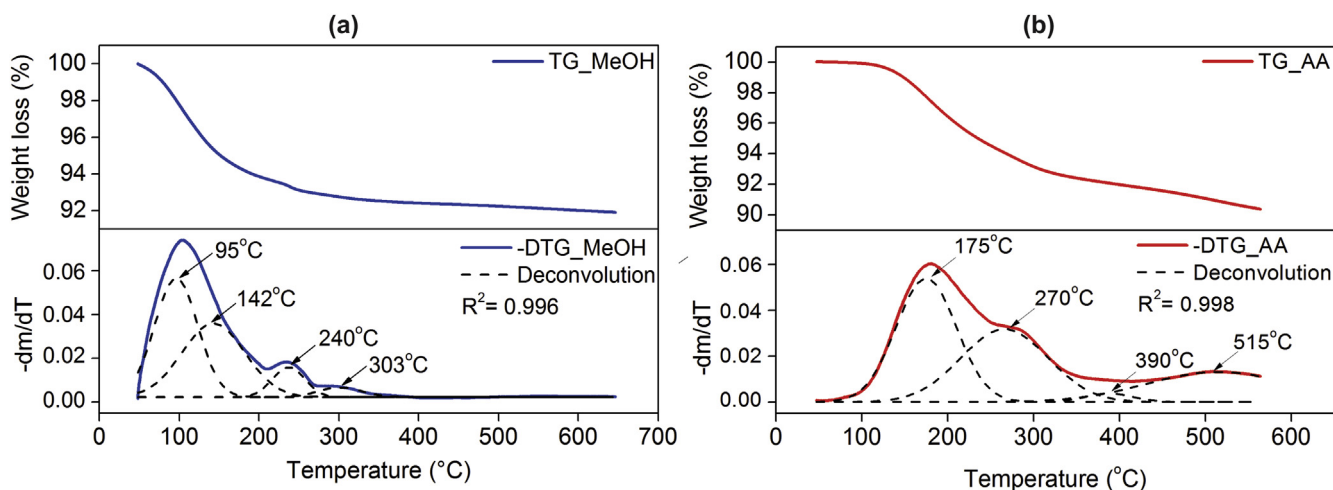 (a)
(b)
TG_MeOH
Weight loss (%)
100
98
96
94
92
-DTG_MeOH
Deconvolution
R²= 0.996
95°C
142°C
240°C
303°C
-dm/dT
0.06
0.04
0.02
0.00
0 100 200 300 400 500 600 700
Temperature (°C)
TG_AA
Weight loss (%)
100
98
96
94
92
90
-DTG_AA
Deconvolution
R²= 0.998
175°C
270°C
390°C
515°C
-dm/dT
0.06
0.04
0.02
0.00
0 100 200 300 400 500 600
Temperature (°C)